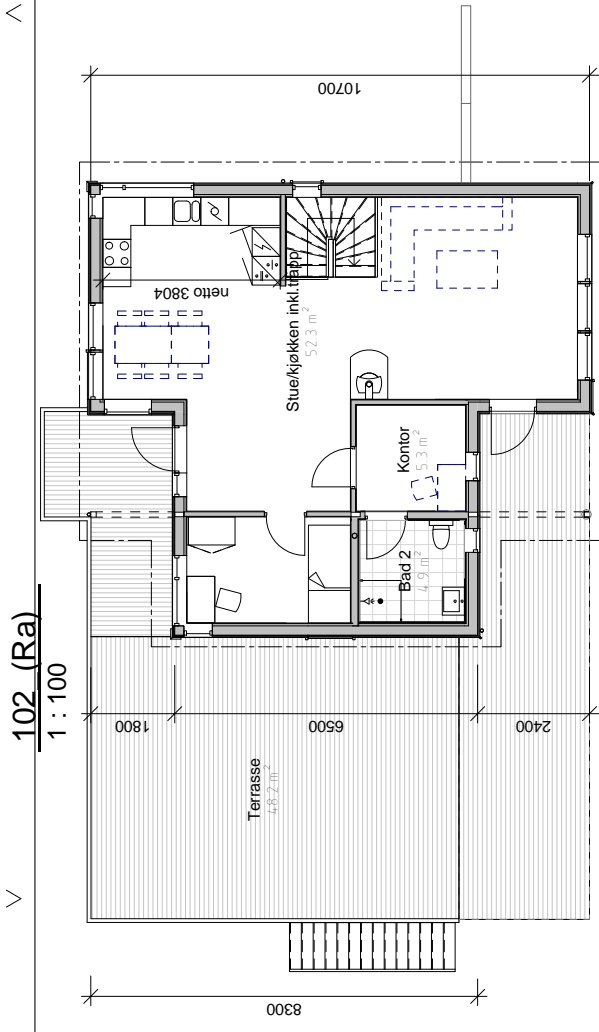 102 (Ra)
1 : 100
10700
netto 3804
Stue/kjøkken inkl.trapp
52.3 m²
Kontor
5.3 m²
Bad 2
4.9 m²
1800
6500
2400
Terrasse
48.2 m²
8300